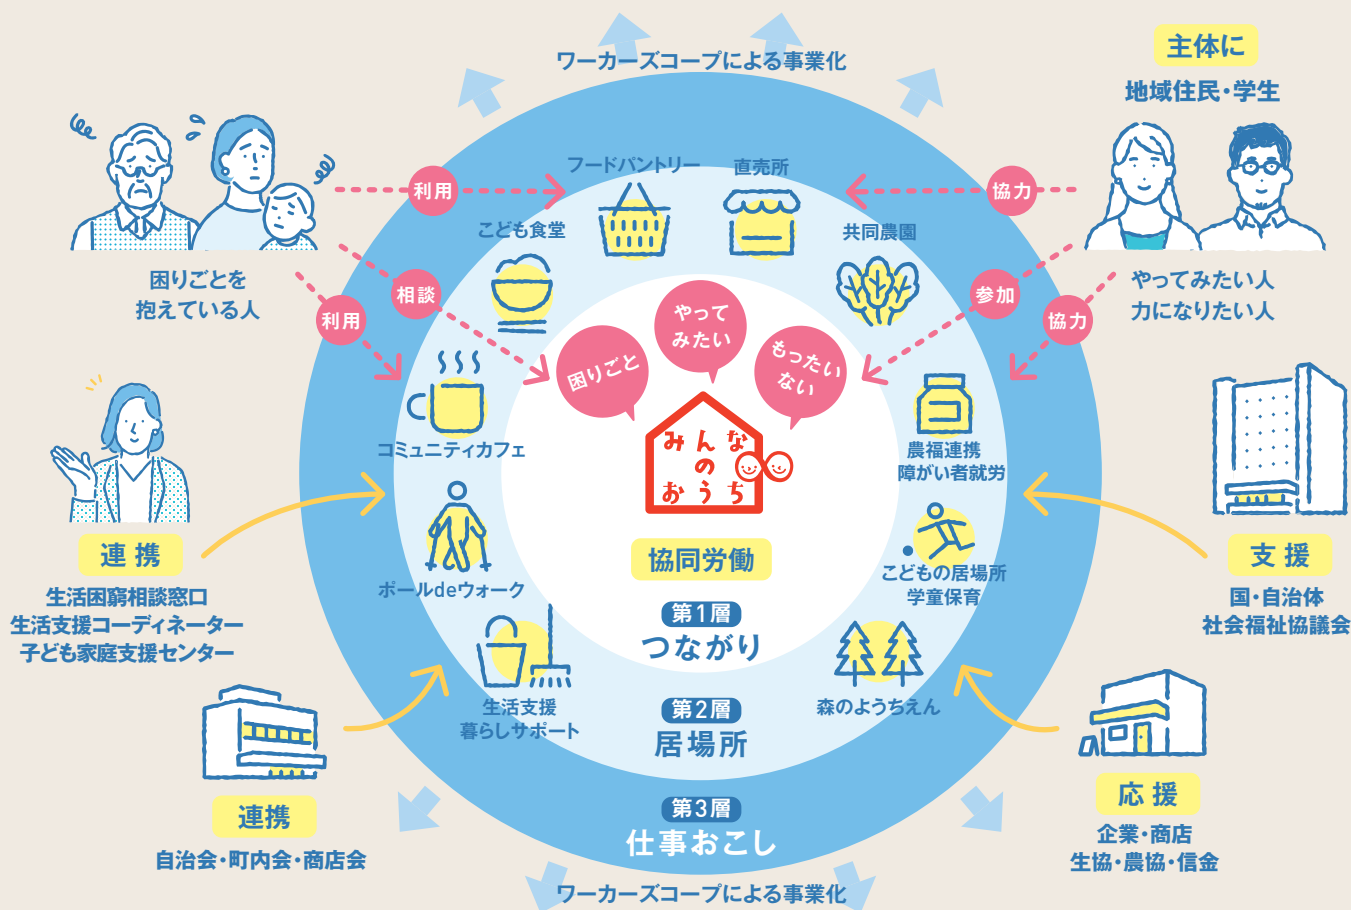 ワーカーズコープによる事業化
主体に
地域住民・学生
やってみたい人
力になりたい人
困りごとを
抱えている人
利用
相談
利用
協力
参加
協力
フードパントリー
直売所
こども食堂
共同農園
コミュニティカフェ
農福連携
障がい者就労
ポールdeウォーク
こどもの居場所
学童保育
生活支援
暮らしサポート
森のようちえん
困りごと
やって
みたい
もったい
ない
みんな
の
おうち
協同労働
第1層
つながり
第2層
居場所
第3層
仕事おこし
連携
生活困窮相談窓口
生活支援コーディネーター
子ども家庭支援センター
連携
自治会・町内会・商店会
支援
国・自治体
社会福祉協議会
応援
企業・商店
生協・農協・信金
ワーカーズコープによる事業化